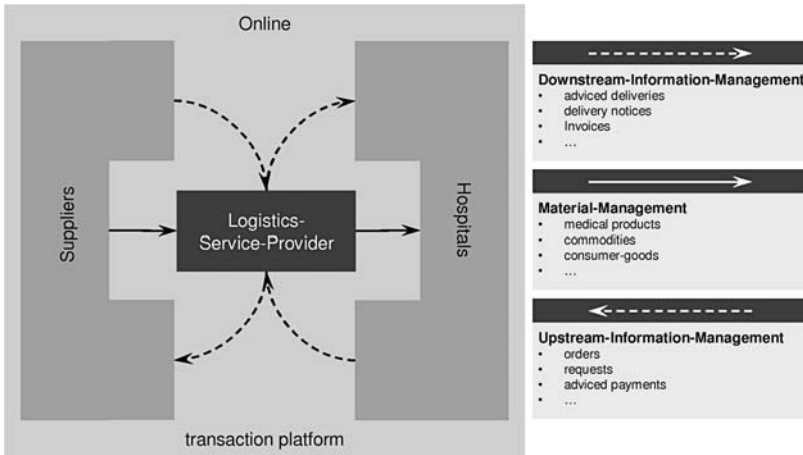 Online
Suppliers
Logistics-
Service-Provider
Hospitals
transaction platform
Downstream-Information-Management
• adviced deliveries
• delivery notices
• Invoices
• ...
Material-Management
• medical products
• commodities
• consumer-goods
• ...
Upstream-Information-Management
• orders
• requests
• adviced payments
• ...